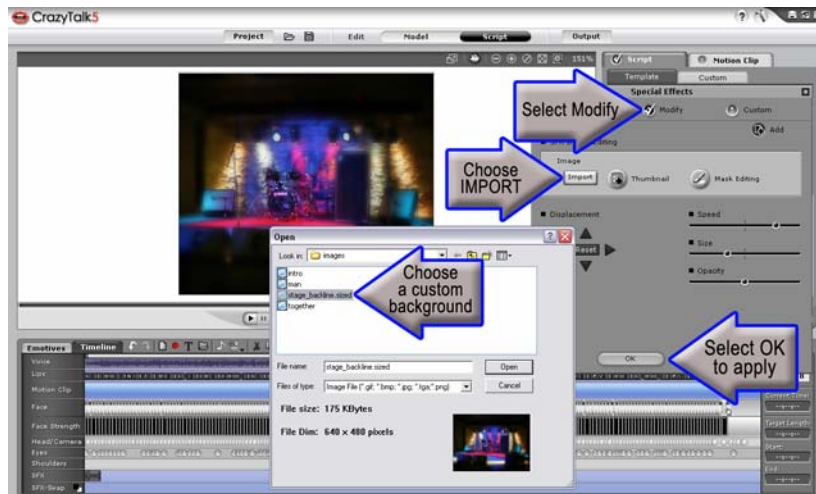 CrazyTalk5
Project Edit Model Script Output
151%
Script Motion Clip
Template Custom
Special Effects
Select Modify
Modify Custom
Add
Choose
IMPORT
Image
Import Thumbnail Mask Editing
Displacement
Reset
Speed
Size
Opacity
Open
Look in: images
intro
man
stage_backline.sized
together
Choose
a custom
background
File name: stage_backline.sized Open
Files of type: Image File (*.gif; *.bmp; *.jpg; *.tga; *.png) Cancel
File size: 175 KBytes
File Dim: 640 x 480 pixels
OK
Select OK
to apply
Emotives Timeline
Voice
Lips
Motion Clip
Face
Face Strength
Head/Camera
Eyes
Shoulders
SFX
SFX-Swap
Current Time:
Target Length:
Start:
End: